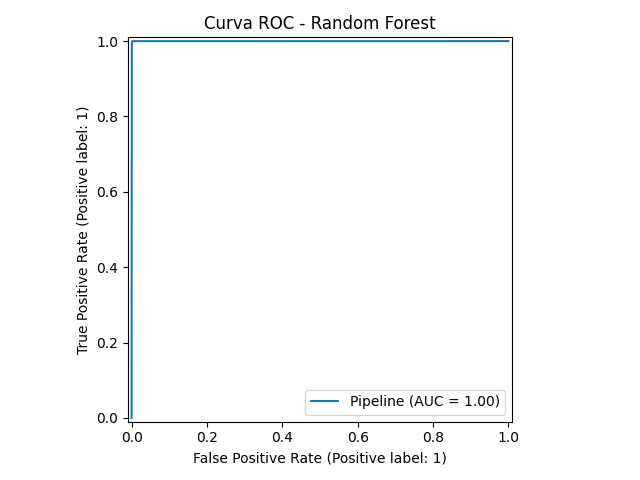 Curva ROC - Random Forest
1.0
0.8
0.6
0.4
0.2
0.0
True Positive Rate (Positive label: 1)
Pipeline (AUC = 1.00)
0.0 0.2 0.4 0.6 0.8 1.0
False Positive Rate (Positive label: 1)